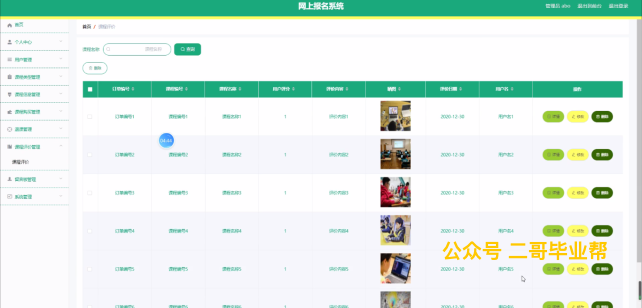 网上报名系统
管理员 abo 退出到前台 退出登录
首页
首页 / 课程评价
个人中心
课程名称 课程名称 查询
用户管理
删除
课程类型管理
订单编号 课程编号 课程名称 用户评分 评价内容 插图 评价日期 用户名 操作
课程信息管理
订单编号1 课程编号1 课程名称1 1 评价内容1 2020-12-30 用户名1 详情 修改 删除
课程购买管理
退课管理
04:44
课程评价管理
订单编号2 课程编号2 课程名称2 1 评价内容2 2020-12-30 用户名2 详情 修改 删除
课程评价
系统管理
订单编号3 课程编号3 课程名称3 1 评价内容3 2020-12-30 用户名3 详情 修改 删除
订单编号4 课程编号4 课程名称4 1 评价内容4 2020-12-30 用户名4 详情 修改 删除
公众号 二哥毕业帮
订单编号5 课程编号5 课程名称5 1 评价内容5 2020-12-30 用户名5 详情 修改 删除